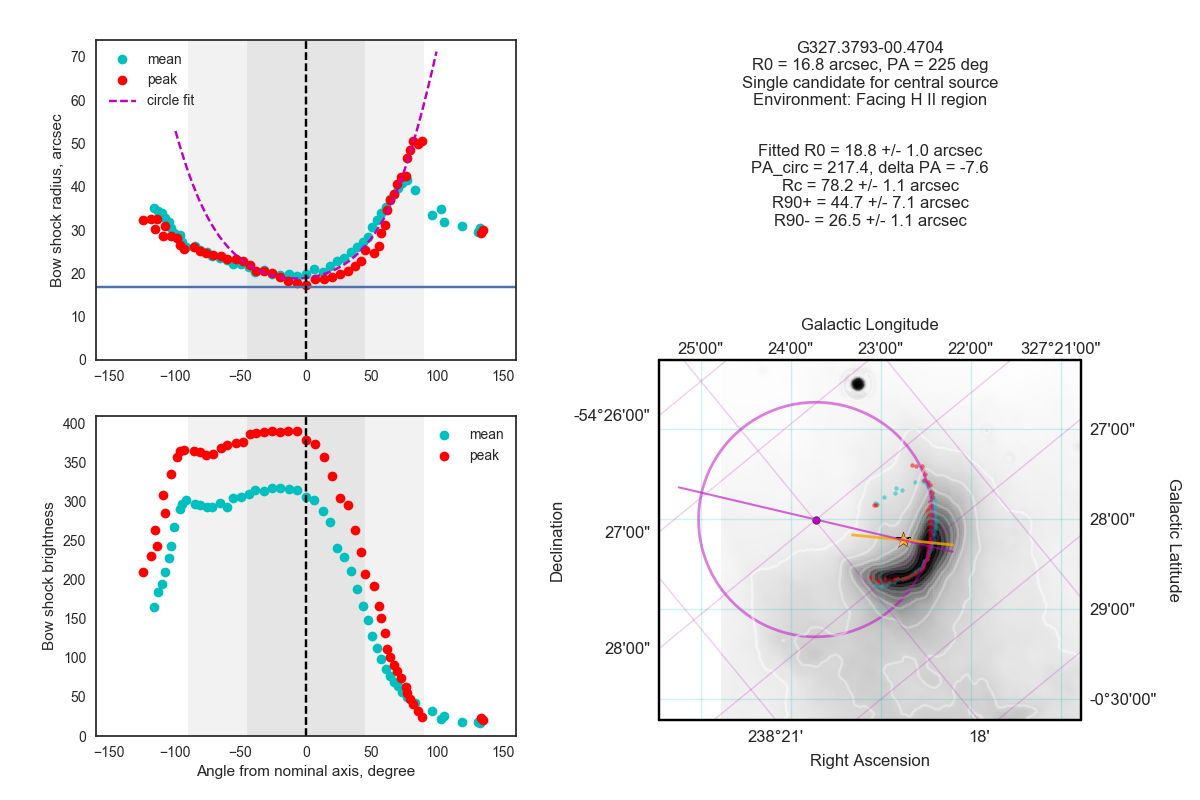 mean
peak
circle fit
Bow shock radius, arcsec
70
60
50
40
30
20
10
0
−150
−100
−50
0
50
100
150
G327.3793-00.4704
R0 = 16.8 arcsec, PA = 225 deg
Single candidate for central source
Environment: Facing H II region
Fitted R0 = 18.8 +/- 1.0 arcsec
PA_circ = 217.4, delta PA = -7.6
Rc = 78.2 +/- 1.1 arcsec
R90+ = 44.7 +/- 7.1 arcsec
R90- = 26.5 +/- 1.1 arcsec
mean
peak
Bow shock brightness
400
350
300
250
200
150
100
50
0
−150
−100
−50
0
50
100
150
Angle from nominal axis, degree
Galactic Longitude
25'00"
24'00"
23'00"
22'00"
327°21'00"
-54°26'00"
27'00"
28'00"
Declination
27'00"
28'00"
29'00"
-0°30'00"
Galactic Latitude
238°21'
18'
Right Ascension